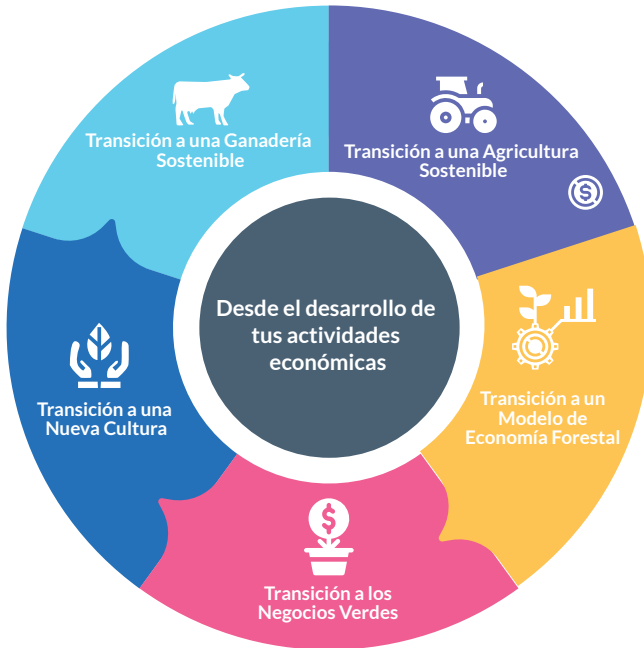 Transición a una Ganadería
Sostenible
Transición a una Agricultura
Sostenible
$
Desde el desarrollo de
tus actividades
económicas
Transición a una
Nueva Cultura
Transición a un
Modelo de
Economía Forestal
$
Transición a los
Negocios Verdes